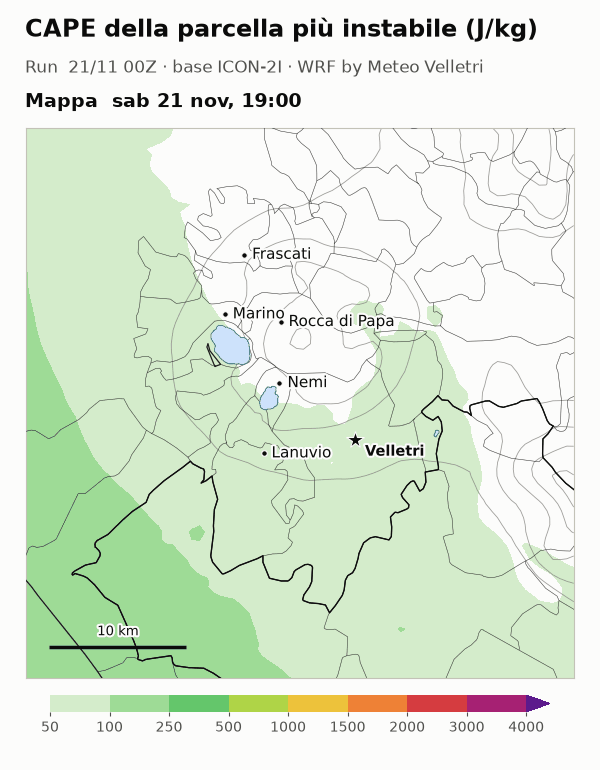 CAPE della parcella più instabile (J/kg)
Run  21/11 00Z · base ICON-2I · WRF by Meteo Velletri
Mappa  sab 21 nov, 19:00
Frascati
Marino
Rocca di Papa
Nemi
Velletri
Lanuvio
10 km
50 100 250 500 1000 1500 2000 3000 4000